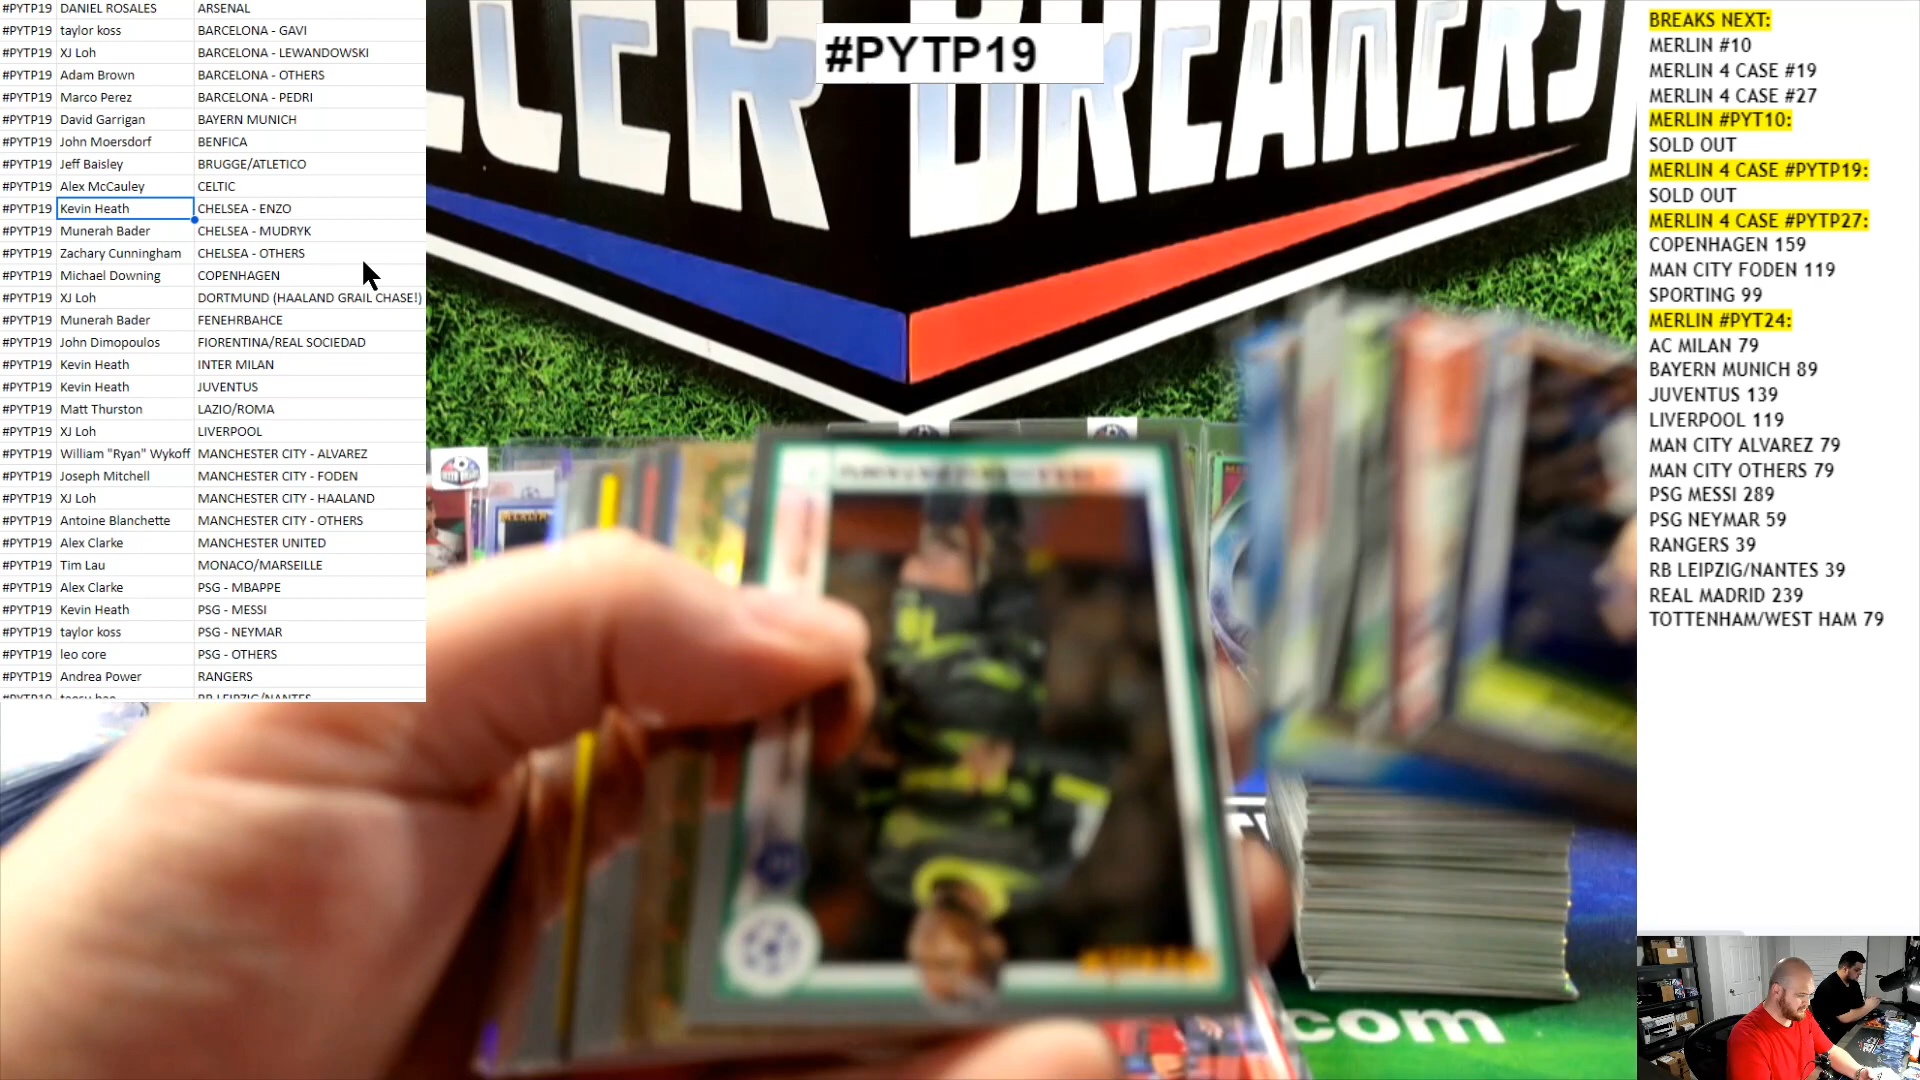 #PYTP19 DANIEL ROSALES ARSENAL
#PYTP19 taylor koss BARCELONA - GAVI
#PYTP19 XJ Loh BARCELONA - LEWANDOWSKI
#PYTP19 Adam Brown BARCELONA - OTHERS
#PYTP19 Marco Perez BARCELONA - PEDRI
#PYTP19 David Garrigan BAYERN MUNICH
#PYTP19 John Moersdorf BENFICA
#PYTP19 Jeff Baisley BRUGGE/ATLETICO
#PYTP19 Alex McCauley CELTIC
#PYTP19 Kevin Heath CHELSEA - ENZO
#PYTP19 Munerah Bader CHELSEA - MUDRYK
#PYTP19 Zachary Cunningham CHELSEA - OTHERS
#PYTP19 Michael Downing COPENHAGEN
#PYTP19 XJ Loh DORTMUND (HAALAND GRAIL CHASE!)
#PYTP19 Munerah Bader FENEHRBAHCE
#PYTP19 John Dimopoulos FIORENTINA/REAL SOCIEDAD
#PYTP19 Kevin Heath INTER MILAN
#PYTP19 Kevin Heath JUVENTUS
#PYTP19 Matt Thurston LAZIO/ROMA
#PYTP19 XJ Loh LIVERPOOL
#PYTP19 William "Ryan" Wykoff MANCHESTER CITY - ALVAREZ
#PYTP19 Joseph Mitchell MANCHESTER CITY - FODEN
#PYTP19 XJ Loh MANCHESTER CITY - HAALAND
#PYTP19 Antoine Blanchette MANCHESTER CITY - OTHERS
#PYTP19 Alex Clarke MANCHESTER UNITED
#PYTP19 Tim Lau MONACO/MARSEILLE
#PYTP19 Alex Clarke PSG - MBAPPE
#PYTP19 Kevin Heath PSG - MESSI
#PYTP19 taylor koss PSG - NEYMAR
#PYTP19 leo core PSG - OTHERS
#PYTP19 Andrea Power RANGERS
#PYTP19
BREAKERS
#PYTP19
com
BREAKS NEXT:
MERLIN #10
MERLIN 4 CASE #19
MERLIN 4 CASE #27
MERLIN #PYT10:
SOLD OUT
MERLIN 4 CASE #PYTP19:
SOLD OUT
MERLIN 4 CASE #PYTP27:
COPENHAGEN 159
MAN CITY FODEN 119
SPORTING 99
MERLIN #PYT24:
AC MILAN 79
BAYERN MUNICH 89
JUVENTUS 139
LIVERPOOL 119
MAN CITY ALVAREZ 79
MAN CITY OTHERS 79
PSG MESSI 289
PSG NEYMAR 59
RANGERS 39
RB LEIPZIG/NANTES 39
REAL MADRID 239
TOTTENHAM/WEST HAM 79